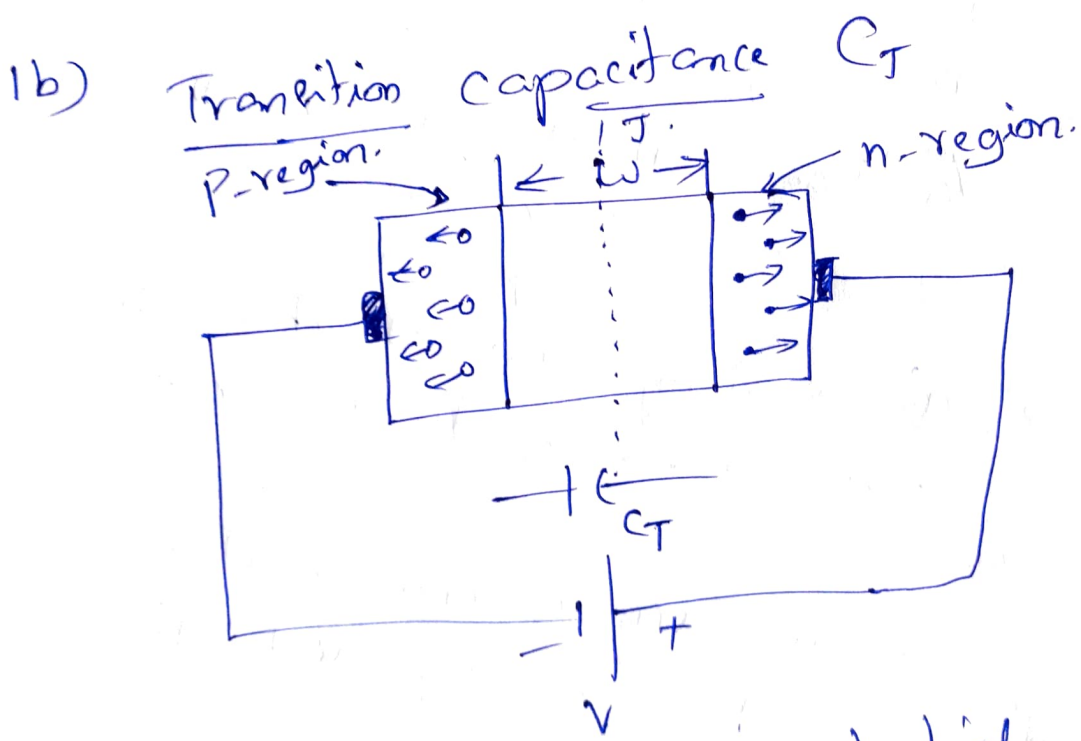 1b) Transition capacitance CT
J.
p-region.
← W →
n-region.
CT
- +
V